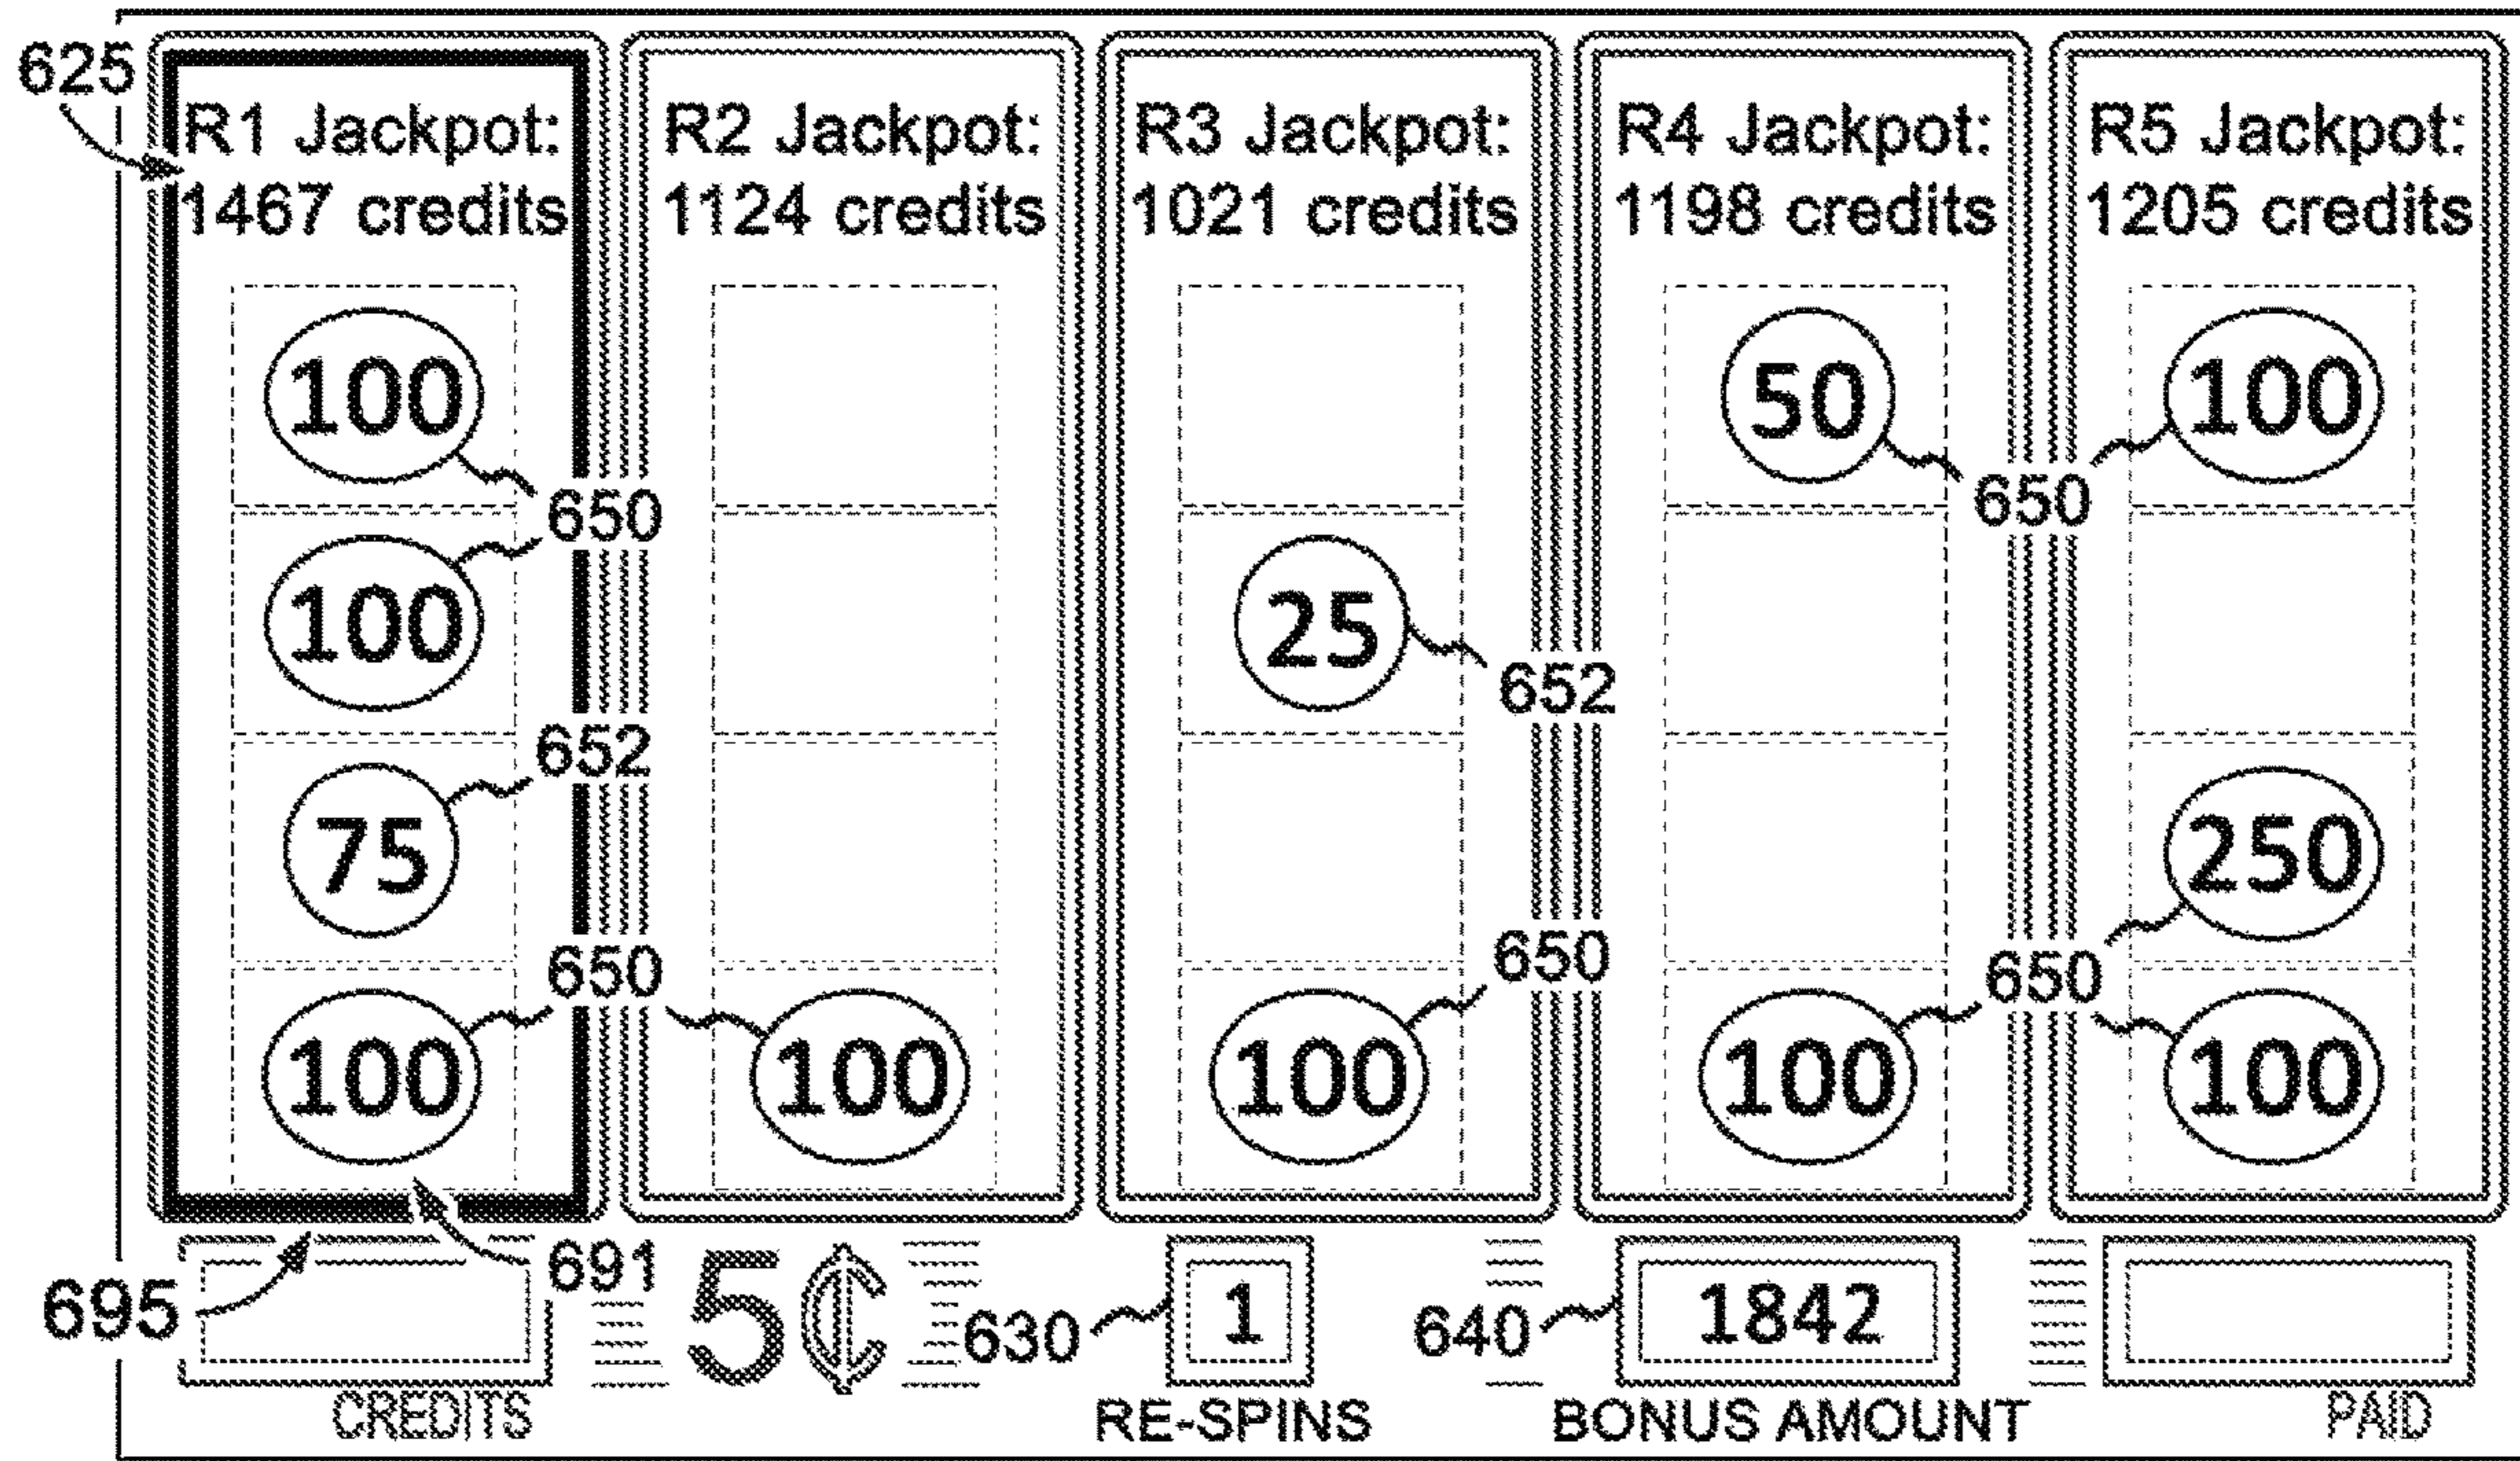 625
R1 Jackpot:
1467 credits
R2 Jackpot:
1124 credits
R3 Jackpot:
1021 credits
R4 Jackpot:
1198 credits
R5 Jackpot:
1205 credits
100 50 100
650 650
100 25
652 652
75 250
650 650 650
100 100 100 100 100
695 691 5¢ 630 1 640 1842
CREDITS RE-SPINS BONUS AMOUNT PAID